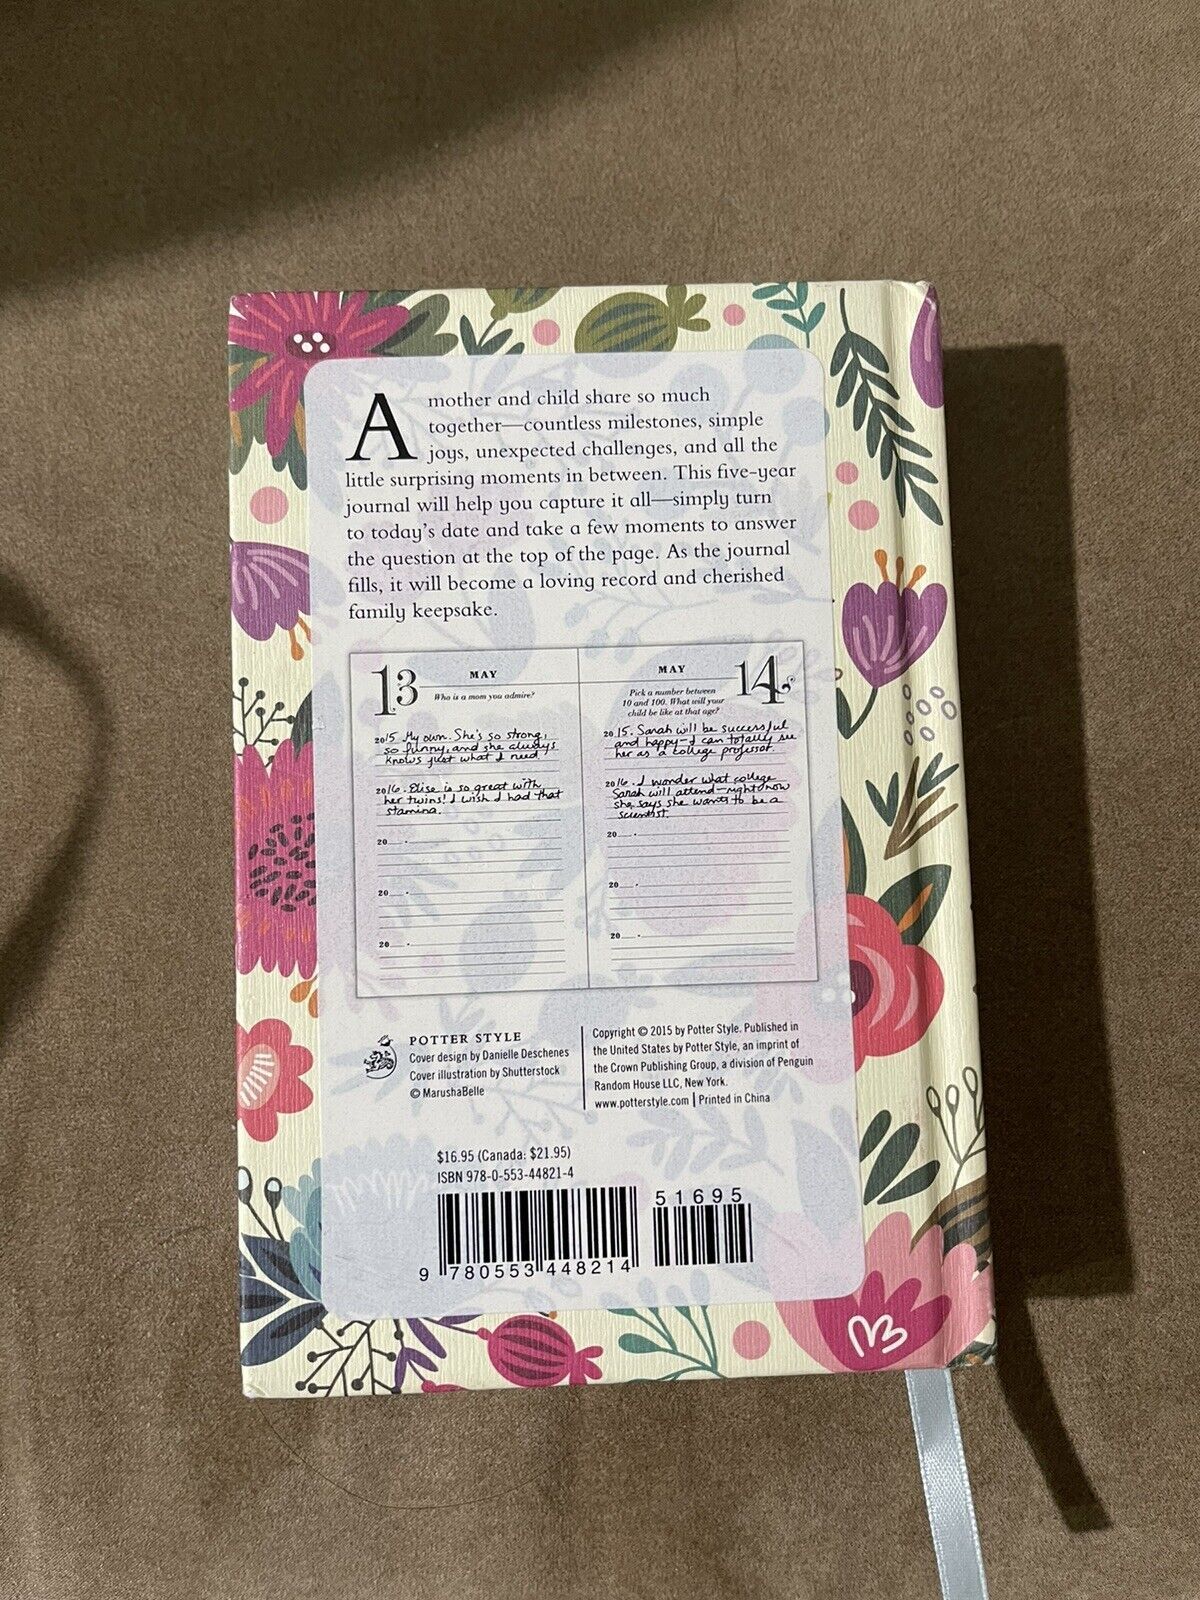 A mother and child share so much
together—countless milestones, simple
joys, unexpected challenges, and all the
little surprising moments in between. This five-year
journal will help you capture it all—simply turn
to today's date and take a few moments to answer
the question at the top of the page. As the journal
fills, it will become a loving record and cherished
family keepsake.
13
MAY
Who is a mom you admire?
2015 My own. She's so strong,
so funny, and she always
knows just what I need.
2016. Elise is so great with
her twins! I wish I had that
stamina.
20 .
20 .
20 .
MAY
14
Pick a number between
10 and 100. What will your
child be like at that age?
2015. Sarah will be successful
and happy—I can totally see
her as a college professor.
2016. I wonder what college
Sarah will attend—right now
she says she wants to be a
scientist.
20 .
20 .
20 .
POTTER STYLE
Cover design by Danielle Deschenes
Cover illustration by Shutterstock
© MarushaBelle
Copyright © 2015 by Potter Style. Published in
the United States by Potter Style, an imprint of
the Crown Publishing Group, a division of Penguin
Random House LLC, New York.
www.potterstyle.com | Printed in China
$16.95 (Canada: $21.95)
ISBN 978-0-553-44821-4
51695
9 780553 448214